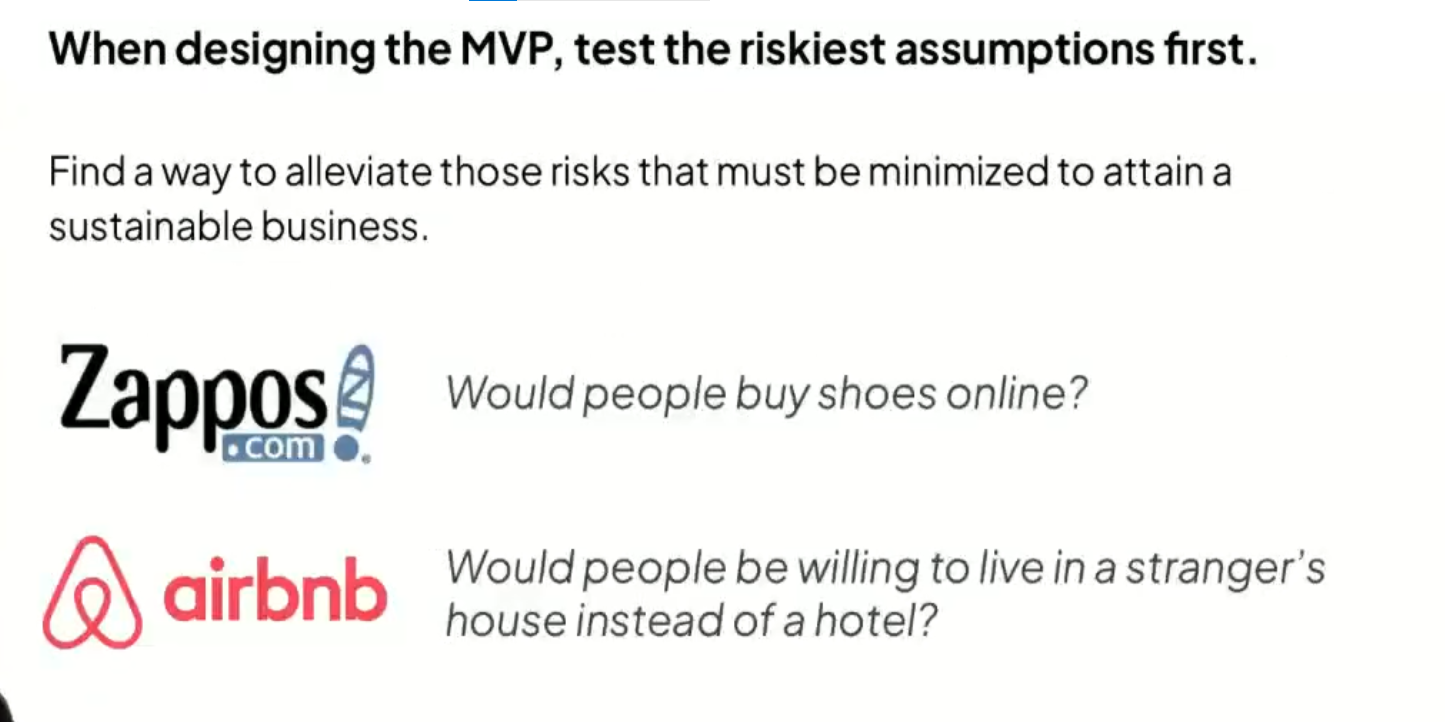 When designing the MVP, test the riskiest assumptions first.
Find a way to alleviate those risks that must be minimized to attain a
sustainable business.
Zappos
.com
Would people buy shoes online?
airbnb
Would people be willing to live in a stranger's
house instead of a hotel?